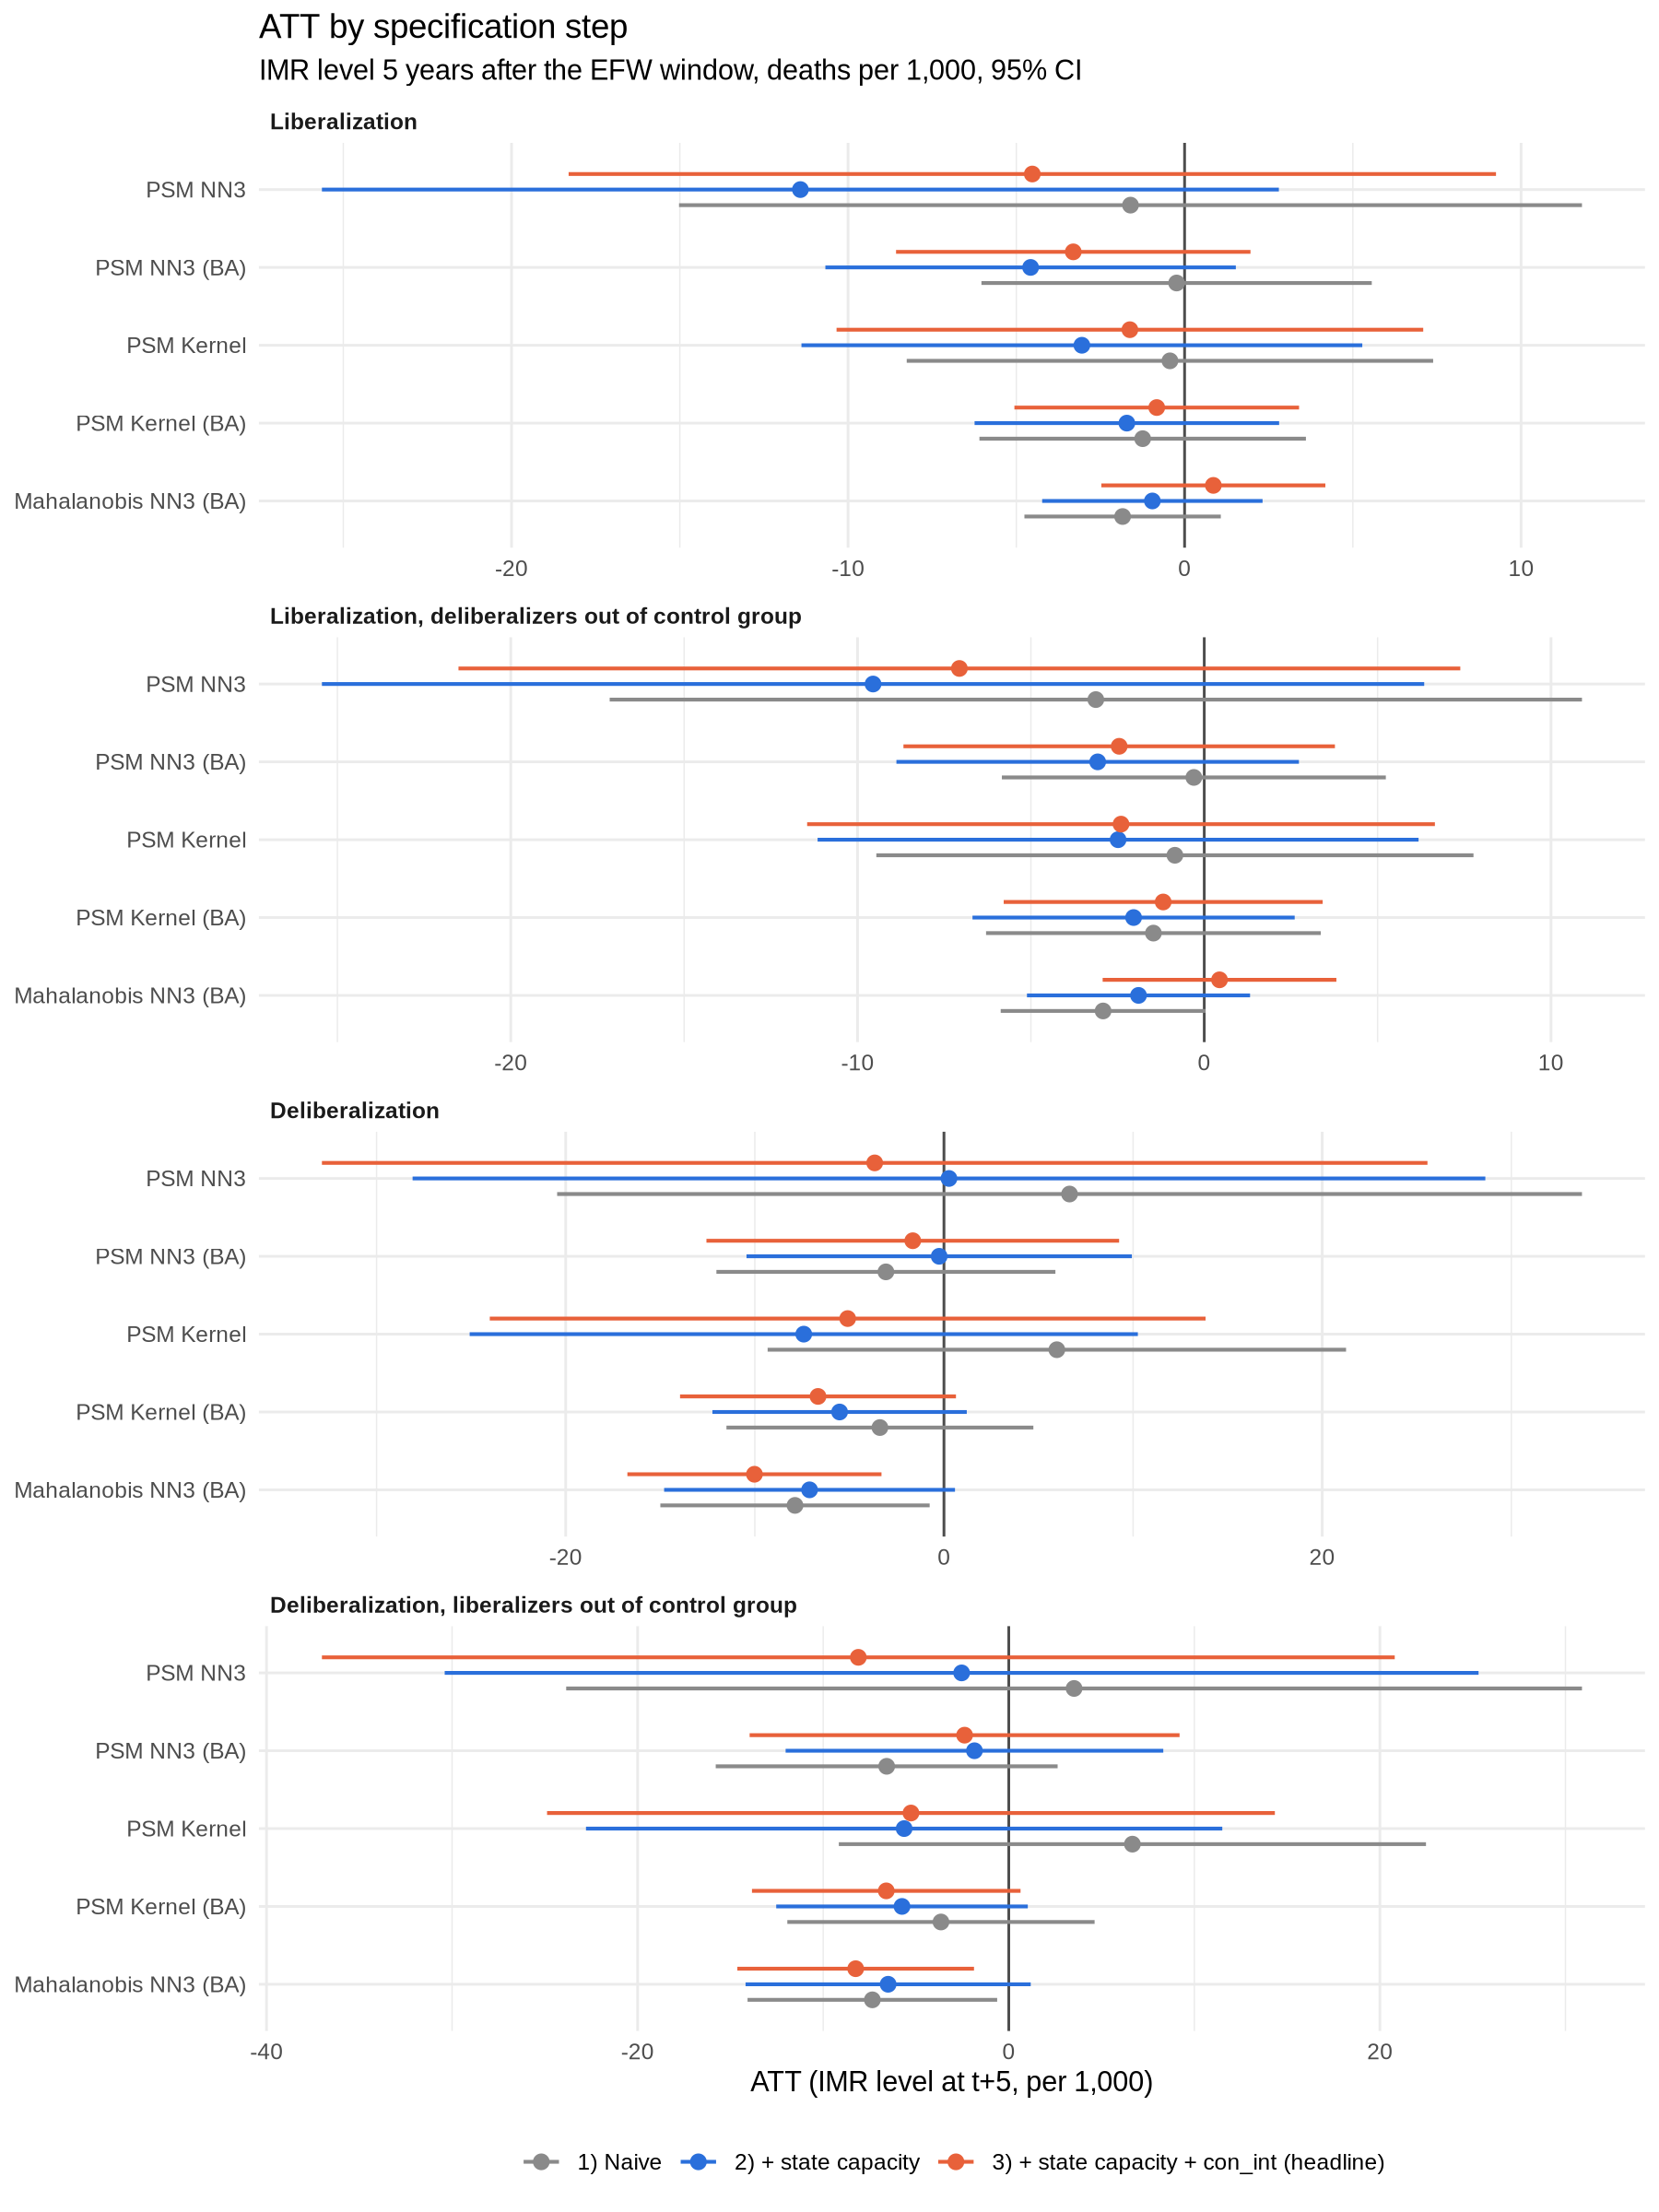 ATT by specification step
IMR level 5 years after the EFW window, deaths per 1,000, 95% CI
Liberalization
PSM NN3
PSM NN3 (BA)
PSM Kernel
PSM Kernel (BA)
Mahalanobis NN3 (BA)
-20 -10 0 10
Liberalization, deliberalizers out of control group
PSM NN3
PSM NN3 (BA)
PSM Kernel
PSM Kernel (BA)
Mahalanobis NN3 (BA)
-20 -10 0 10
Deliberalization
PSM NN3
PSM NN3 (BA)
PSM Kernel
PSM Kernel (BA)
Mahalanobis NN3 (BA)
-20 0 20
Deliberalization, liberalizers out of control group
PSM NN3
PSM NN3 (BA)
PSM Kernel
PSM Kernel (BA)
Mahalanobis NN3 (BA)
-40 -20 0 20
ATT (IMR level at t+5, per 1,000)
1) Naive 2) + state capacity 3) + state capacity + con_int (headline)